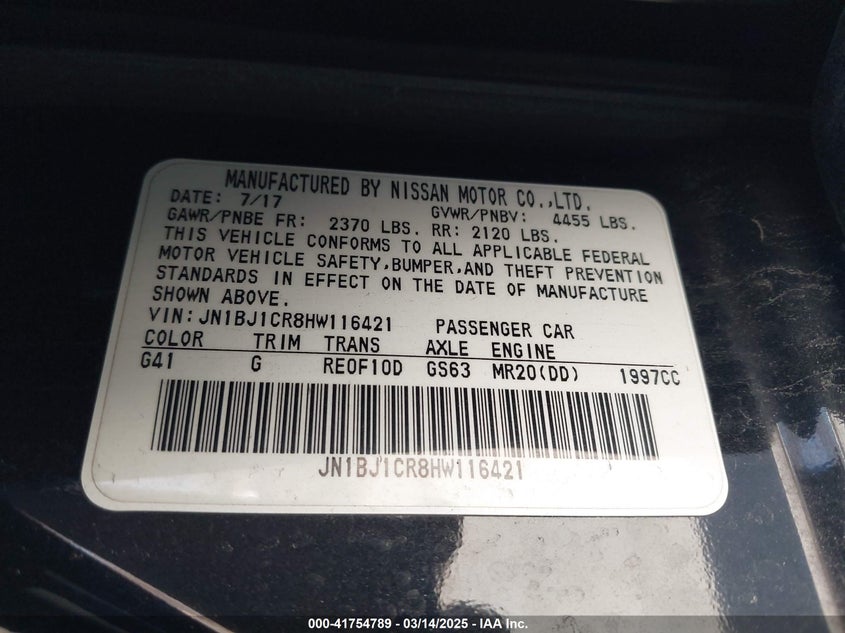 MANUFACTURED BY NISSAN MOTOR CO.,LTD.
DATE: 7/17 GVWR/PNBV: 4455 LBS.
GAWR/PNBE FR: 2370 LBS. RR: 2120 LBS.
THIS VEHICLE CONFORMS TO ALL APPLICABLE FEDERAL
MOTOR VEHICLE SAFETY,BUMPER,AND THEFT PREVENTION
STANDARDS IN EFFECT ON THE DATE OF MANUFACTURE
SHOWN ABOVE.
VIN:JN1BJ1CR8HW116421 PASSENGER CAR
COLOR TRIM TRANS AXLE ENGINE
G41 G RE0F10D GS63 MR20(DD) 1997CC
JN1BJ1CR8HW116421
000-41754789 - 03/14/2025 - IAA Inc.